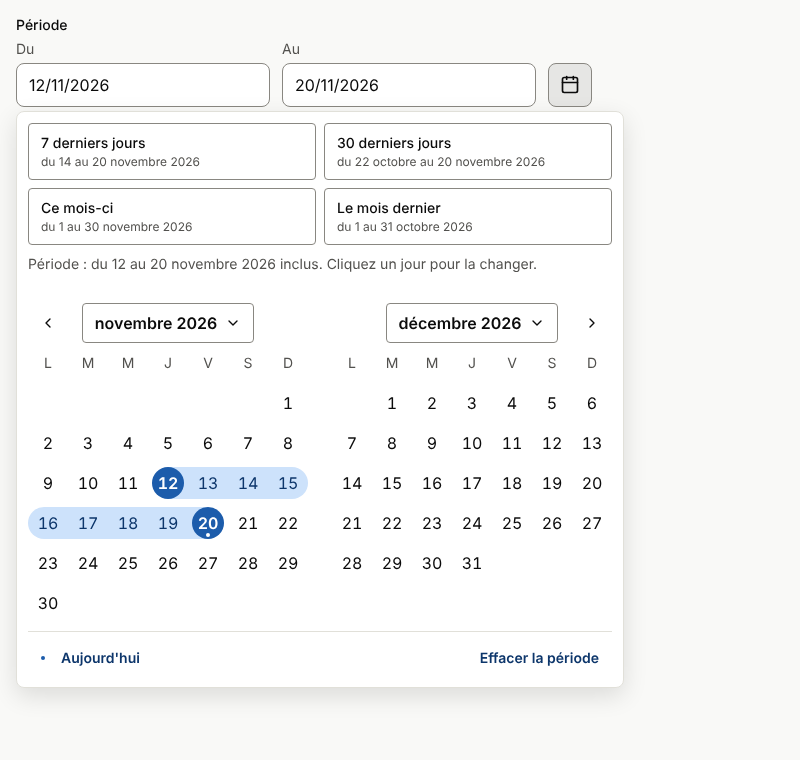 Période
Du Au
12/11/2026 20/11/2026
7 derniers jours 30 derniers jours
du 14 au 20 novembre 2026 du 22 octobre au 20 novembre 2026
Ce mois-ci Le mois dernier
du 1 au 30 novembre 2026 du 1 au 31 octobre 2026
Période : du 12 au 20 novembre 2026 inclus. Cliquez un jour pour la changer.
novembre 2026 décembre 2026
L M M J V S D L M M J V S D
1 1 2 3 4 5 6
2 3 4 5 6 7 8 7 8 9 10 11 12 13
9 10 11 12 13 14 15 14 15 16 17 18 19 20
16 17 18 19 20 21 22 21 22 23 24 25 26 27
23 24 25 26 27 28 29 28 29 30 31
30
Aujourd'hui Effacer la période